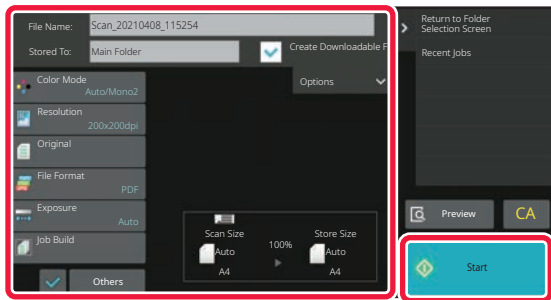 File Name:
Scan_20210408_115254
Stored To:
Main Folder
Create Downloadable F
Options
Color Mode
Auto/Mono2
Resolution
200x200dpi
Original
File Format
PDF
Exposure
Auto
Job Build
Others
Scan Size
Auto
A4
100%
Store Size
Auto
A4
Return to Folder
Selection Screen
Recent Jobs
Preview
CA
Start